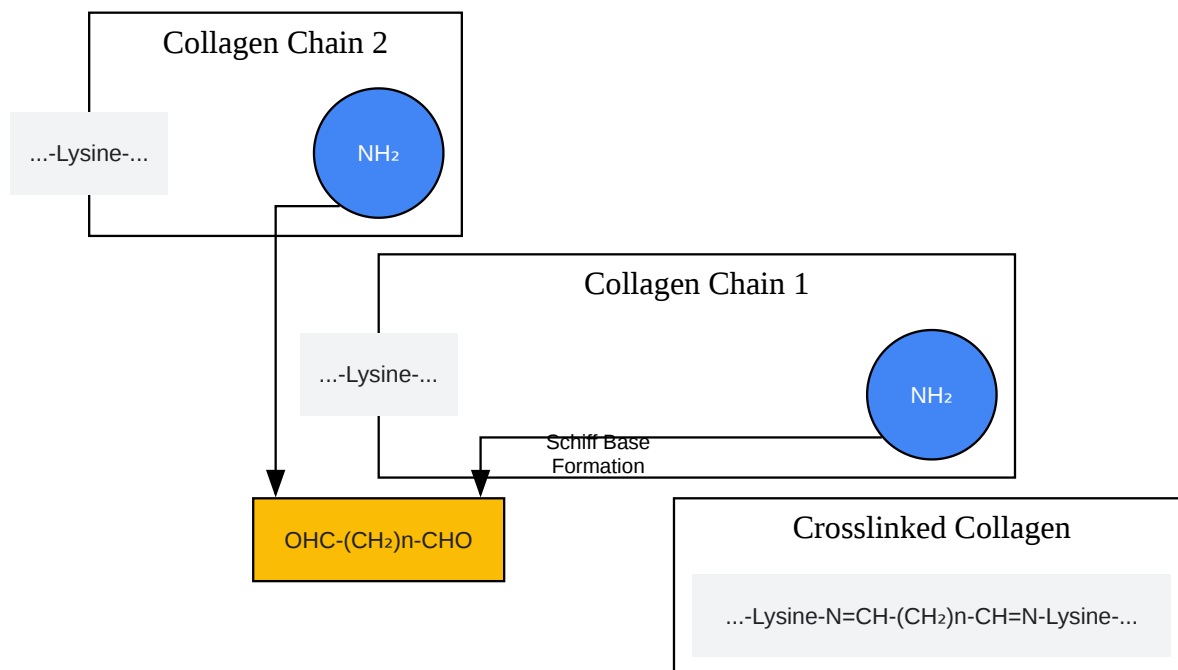 Collagen Chain 2
...-Lysine-...
NH₂
Collagen Chain 1
...-Lysine-...
NH₂
Schiff Base
Formation
OHC-(CH₂)n-CHO
Crosslinked Collagen
...-Lysine-N=CH-(CH₂)n-CH=N-Lysine-...